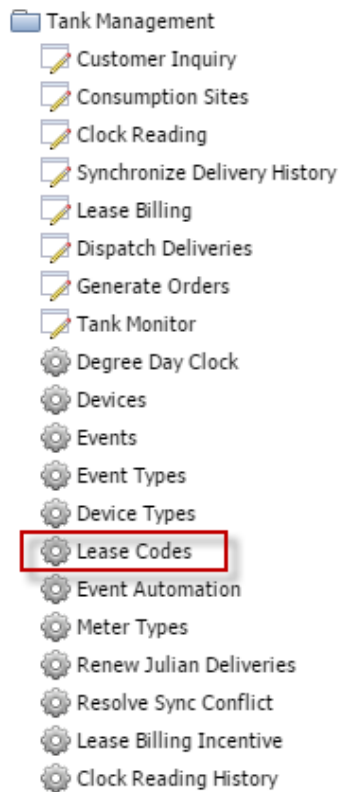 Tank Management
Customer Inquiry
Consumption Sites
Clock Reading
Synchronize Delivery History
Lease Billing
Dispatch Deliveries
Generate Orders
Tank Monitor
Degree Day Clock
Devices
Events
Event Types
Device Types
Lease Codes
Event Automation
Meter Types
Renew Julian Deliveries
Resolve Sync Conflict
Lease Billing Incentive
Clock Reading History